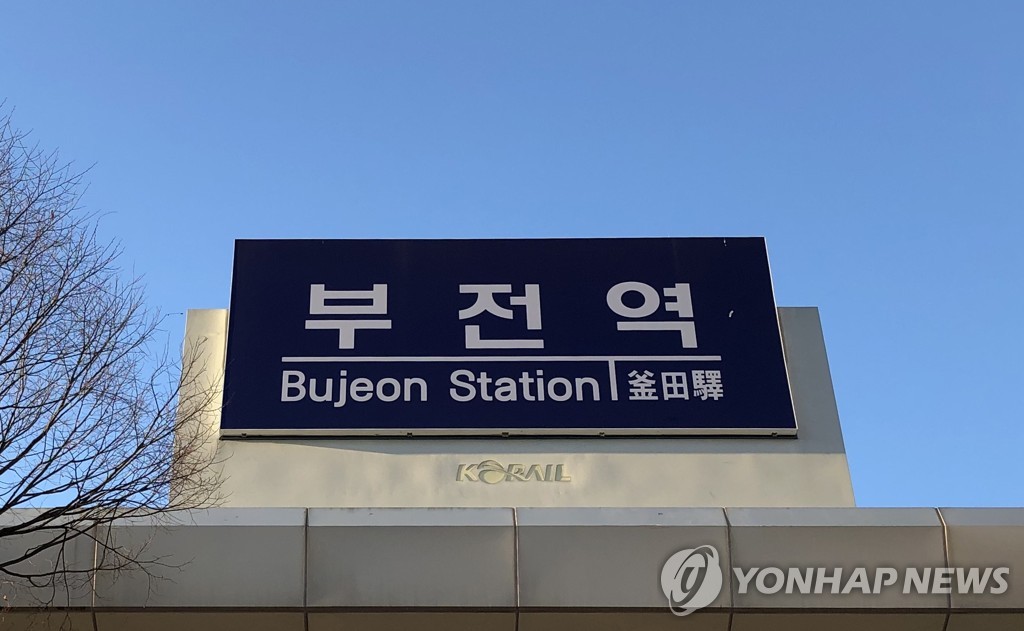 부전역
Bujeon Station 釜田驛
KORAIL
YONHAP NEWS